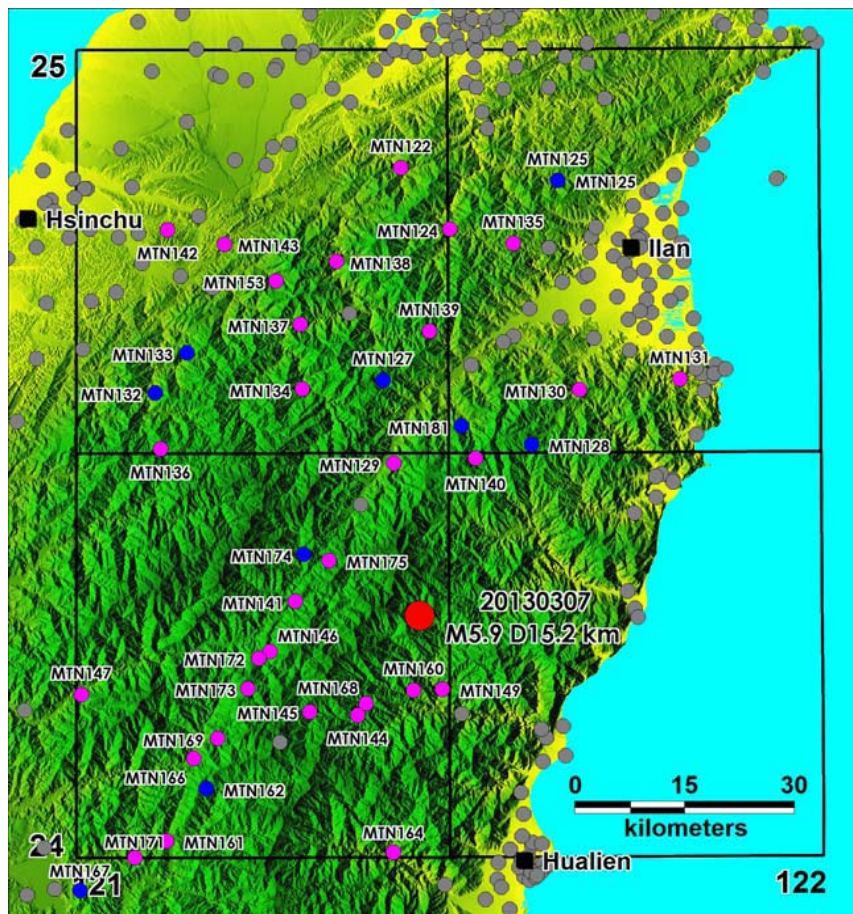 25
MTN122
MTN125
MTN125
Hsinchu
MTN142
MTN143
MTN124
MTN135
Ilan
MTN138
MTN153
MTN137
MTN139
MTN133
MTN127
MTN131
MTN132
MTN134
MTN130
MTN181
MTN128
MTN136
MTN129
MTN140
MTN174
MTN175
20130307
M5.9 D15.2 km
MTN141
MTN146
MTN172
MTN147
MTN173
MTN168
MTN160
MTN149
MTN145
MTN144
MTN169
MTN166
MTN162
0 15 30
kilometers
24
MTN171
MTN161
MTN164
Hualien
MTN167
121
122